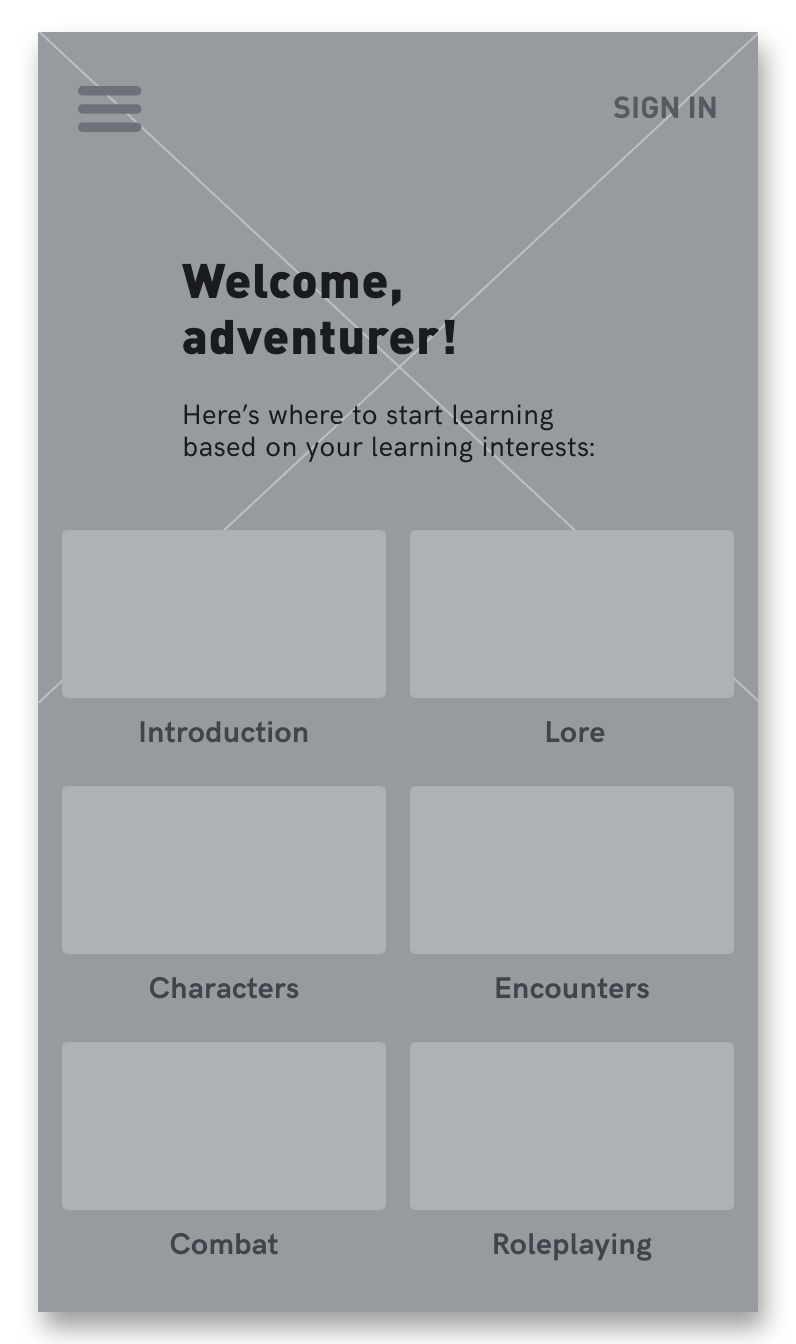 SIGN IN
Welcome,
adventurer!
Here’s where to start learning
based on your learning interests:
Introduction
Lore
Characters
Encounters
Combat
Roleplaying